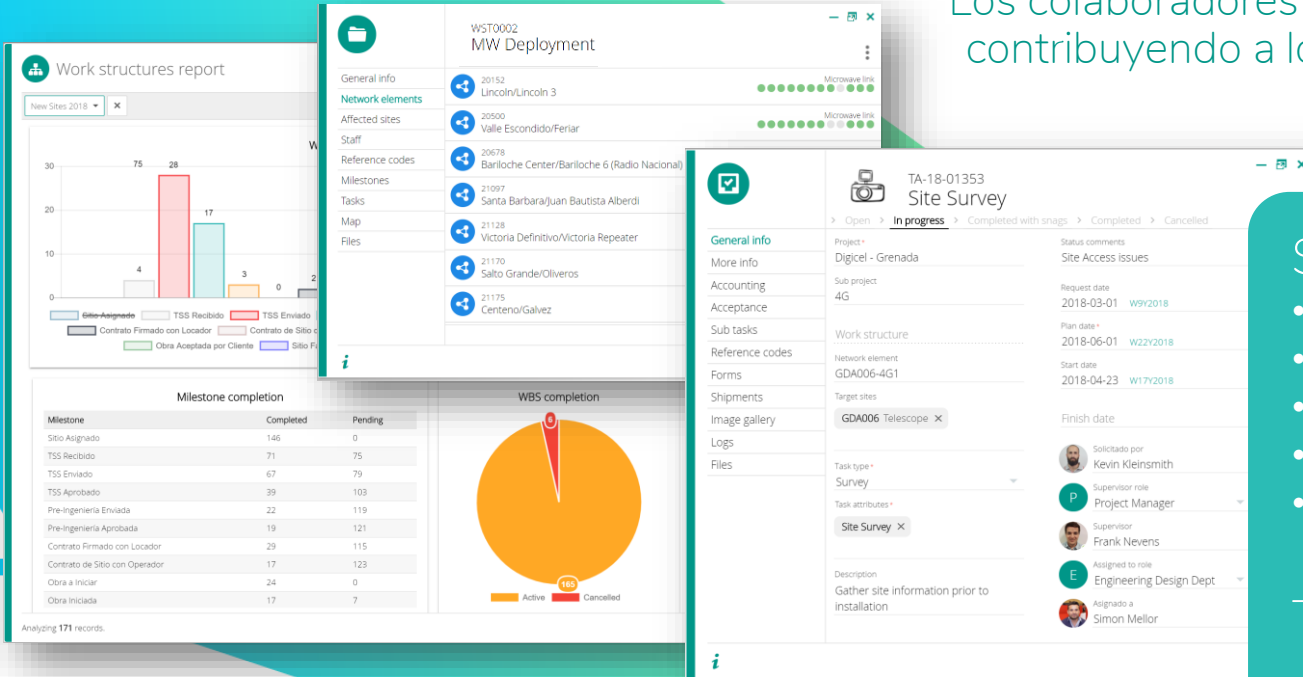 Los colaboradores
contribuyendo a lo
Work structures report
New Sites 2018
30
20
10
0
75
28
4
17
3
0
2
Sitio Asignado
TSS Recibido
TSS Enviado
Contrato Firmado con Locador
Contrato de Sitio
Obra Aceptada por Cliente
Milestone completion
Milestone Completed Pending
Sitio Asignado 146 0
TSS Recibido 71 75
TSS Enviado 67 79
TSS Aprobado 39 103
Pre-Ingeniería Enviada 22 119
Pre-Ingeniería Aprobada 19 121
Contrato Firmado con Locador 29 115
Contrato de Sitio con Operador 17 123
Obra a Iniciar 24 0
Obra Iniciada 17 7
Analyzing 171 records.
WBS completion
6
165
Active Cancelled
WST0002
MW Deployment
General info
Network elements
Affected sites
Staff
Reference codes
Milestones
Tasks
Map
Files
20152
Lincoln/Lincoln 3
Microwave link
20500
Valle Escondido/Feriar
Microwave link
20678
Bariloche Center/Bariloche 6 (Radio Nacional)
21097
Santa Barbara/Juan Bautista Alberdi
21128
Victoria Definitivo/Victoria Repeater
21170
Salto Grande/Oliveros
21175
Centeno/Galvez
i
TA-18-01353
Site Survey
> Open > In progress > Completed with snags > Completed > Cancelled
General info
More info
Accounting
Acceptance
Sub tasks
Reference codes
Forms
Shipments
Image gallery
Logs
Files
Project *
Digicel - Grenada
Sub project
4G
Work structure
Network element
GDA006-4G1
Target sites
GDA006 Telescope ×
Task type *
Survey
Task attributes *
Site Survey ×
Description
Gather site information prior to
installation
Status comments
Site Access issues
Request date
2018-03-01 W9Y2018
Plan date *
2018-06-01 W22Y2018
Start date
2018-04-23 W17Y2018
Finish date
Solicitado por
Kevin Kleinsmith
P
Supervisor role
Project Manager
Supervisor
Frank Nevens
E
Assigned to role
Engineering Design Dept
Asignado a
Simon Mellor
i